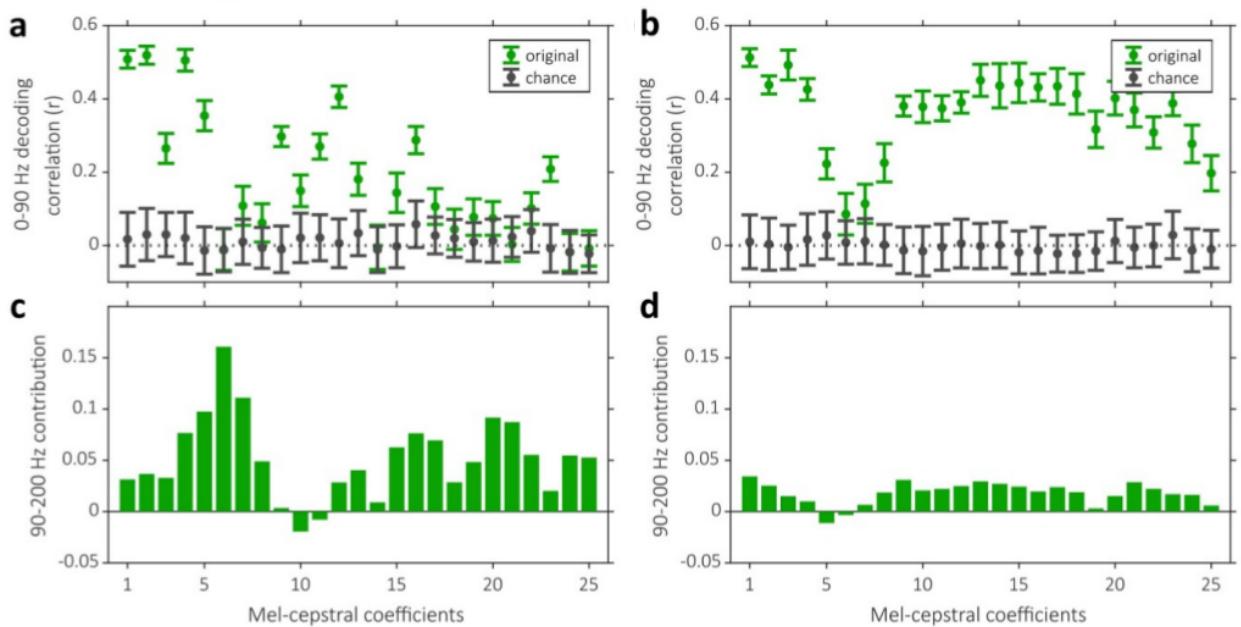 a
0.6
0.4
0.2
0
0-90 Hz decoding
correlation (r)
original
chance
b
0.6
0.4
0.2
0
0-90 Hz decoding
correlation (r)
original
chance
c
0.15
0.1
0.05
0
-0.05
90-200 Hz contribution
1 5 10 15 20 25
Mel-cepstral coefficients
d
0.15
0.1
0.05
0
-0.05
90-200 Hz contribution
1 5 10 15 20 25
Mel-cepstral coefficients